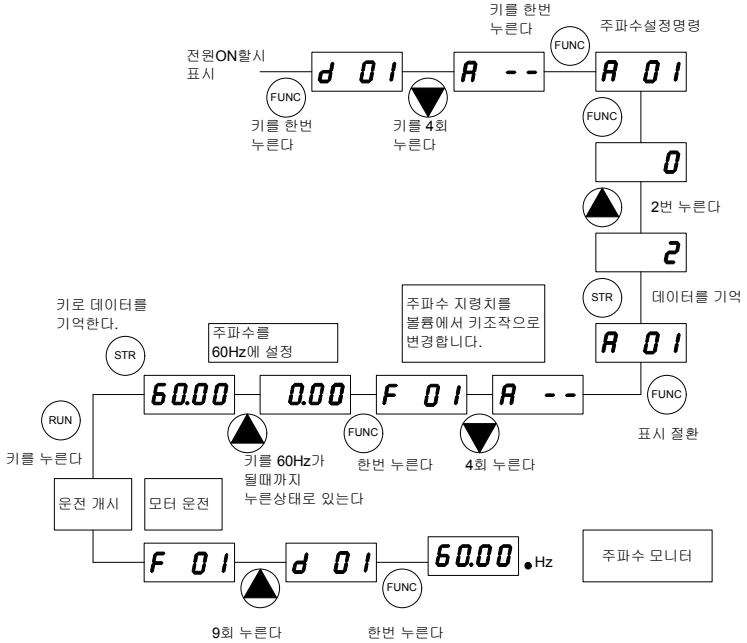 키를 한번
누른다
FUNC
주파수설정명령
전원ON할시
표시
d 01
A --
A 01
FUNC
키를 한번
누른다
키를 4회
누른다
FUNC
0
2번 누른다
2
STR
데이터를 기억
A 01
FUNC
표시 절환
주파수 지령치를
볼륨에서 키조작으로
변경합니다.
키로 데이터를
기억한다.
STR
주파수를
60Hz에 설정
60.00
0.00
F 01
A --
RUN
키를 누른다
키를 60Hz가
될때까지
누른상태로 있는다
FUNC
한번 누른다
4회 누른다
운전 개시
모터 운전
F 01
d 01
60.00
Hz
주파수 모니터
9회 누른다
FUNC
한번 누른다